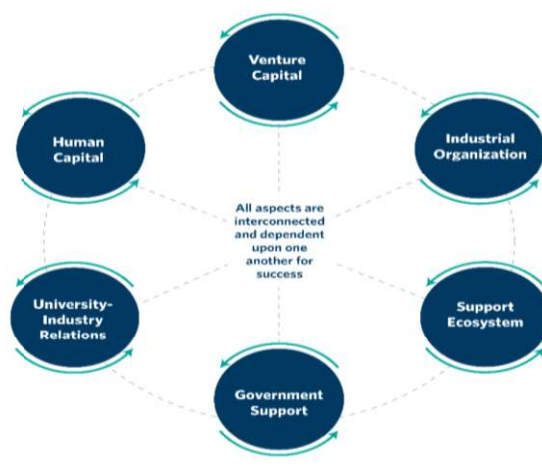 Venture
Capital
Human
Capital
Industrial
Organization
All aspects are
interconnected
and dependent
upon one
another for
success
University-
Industry
Relations
Support
Ecosystem
Government
Support